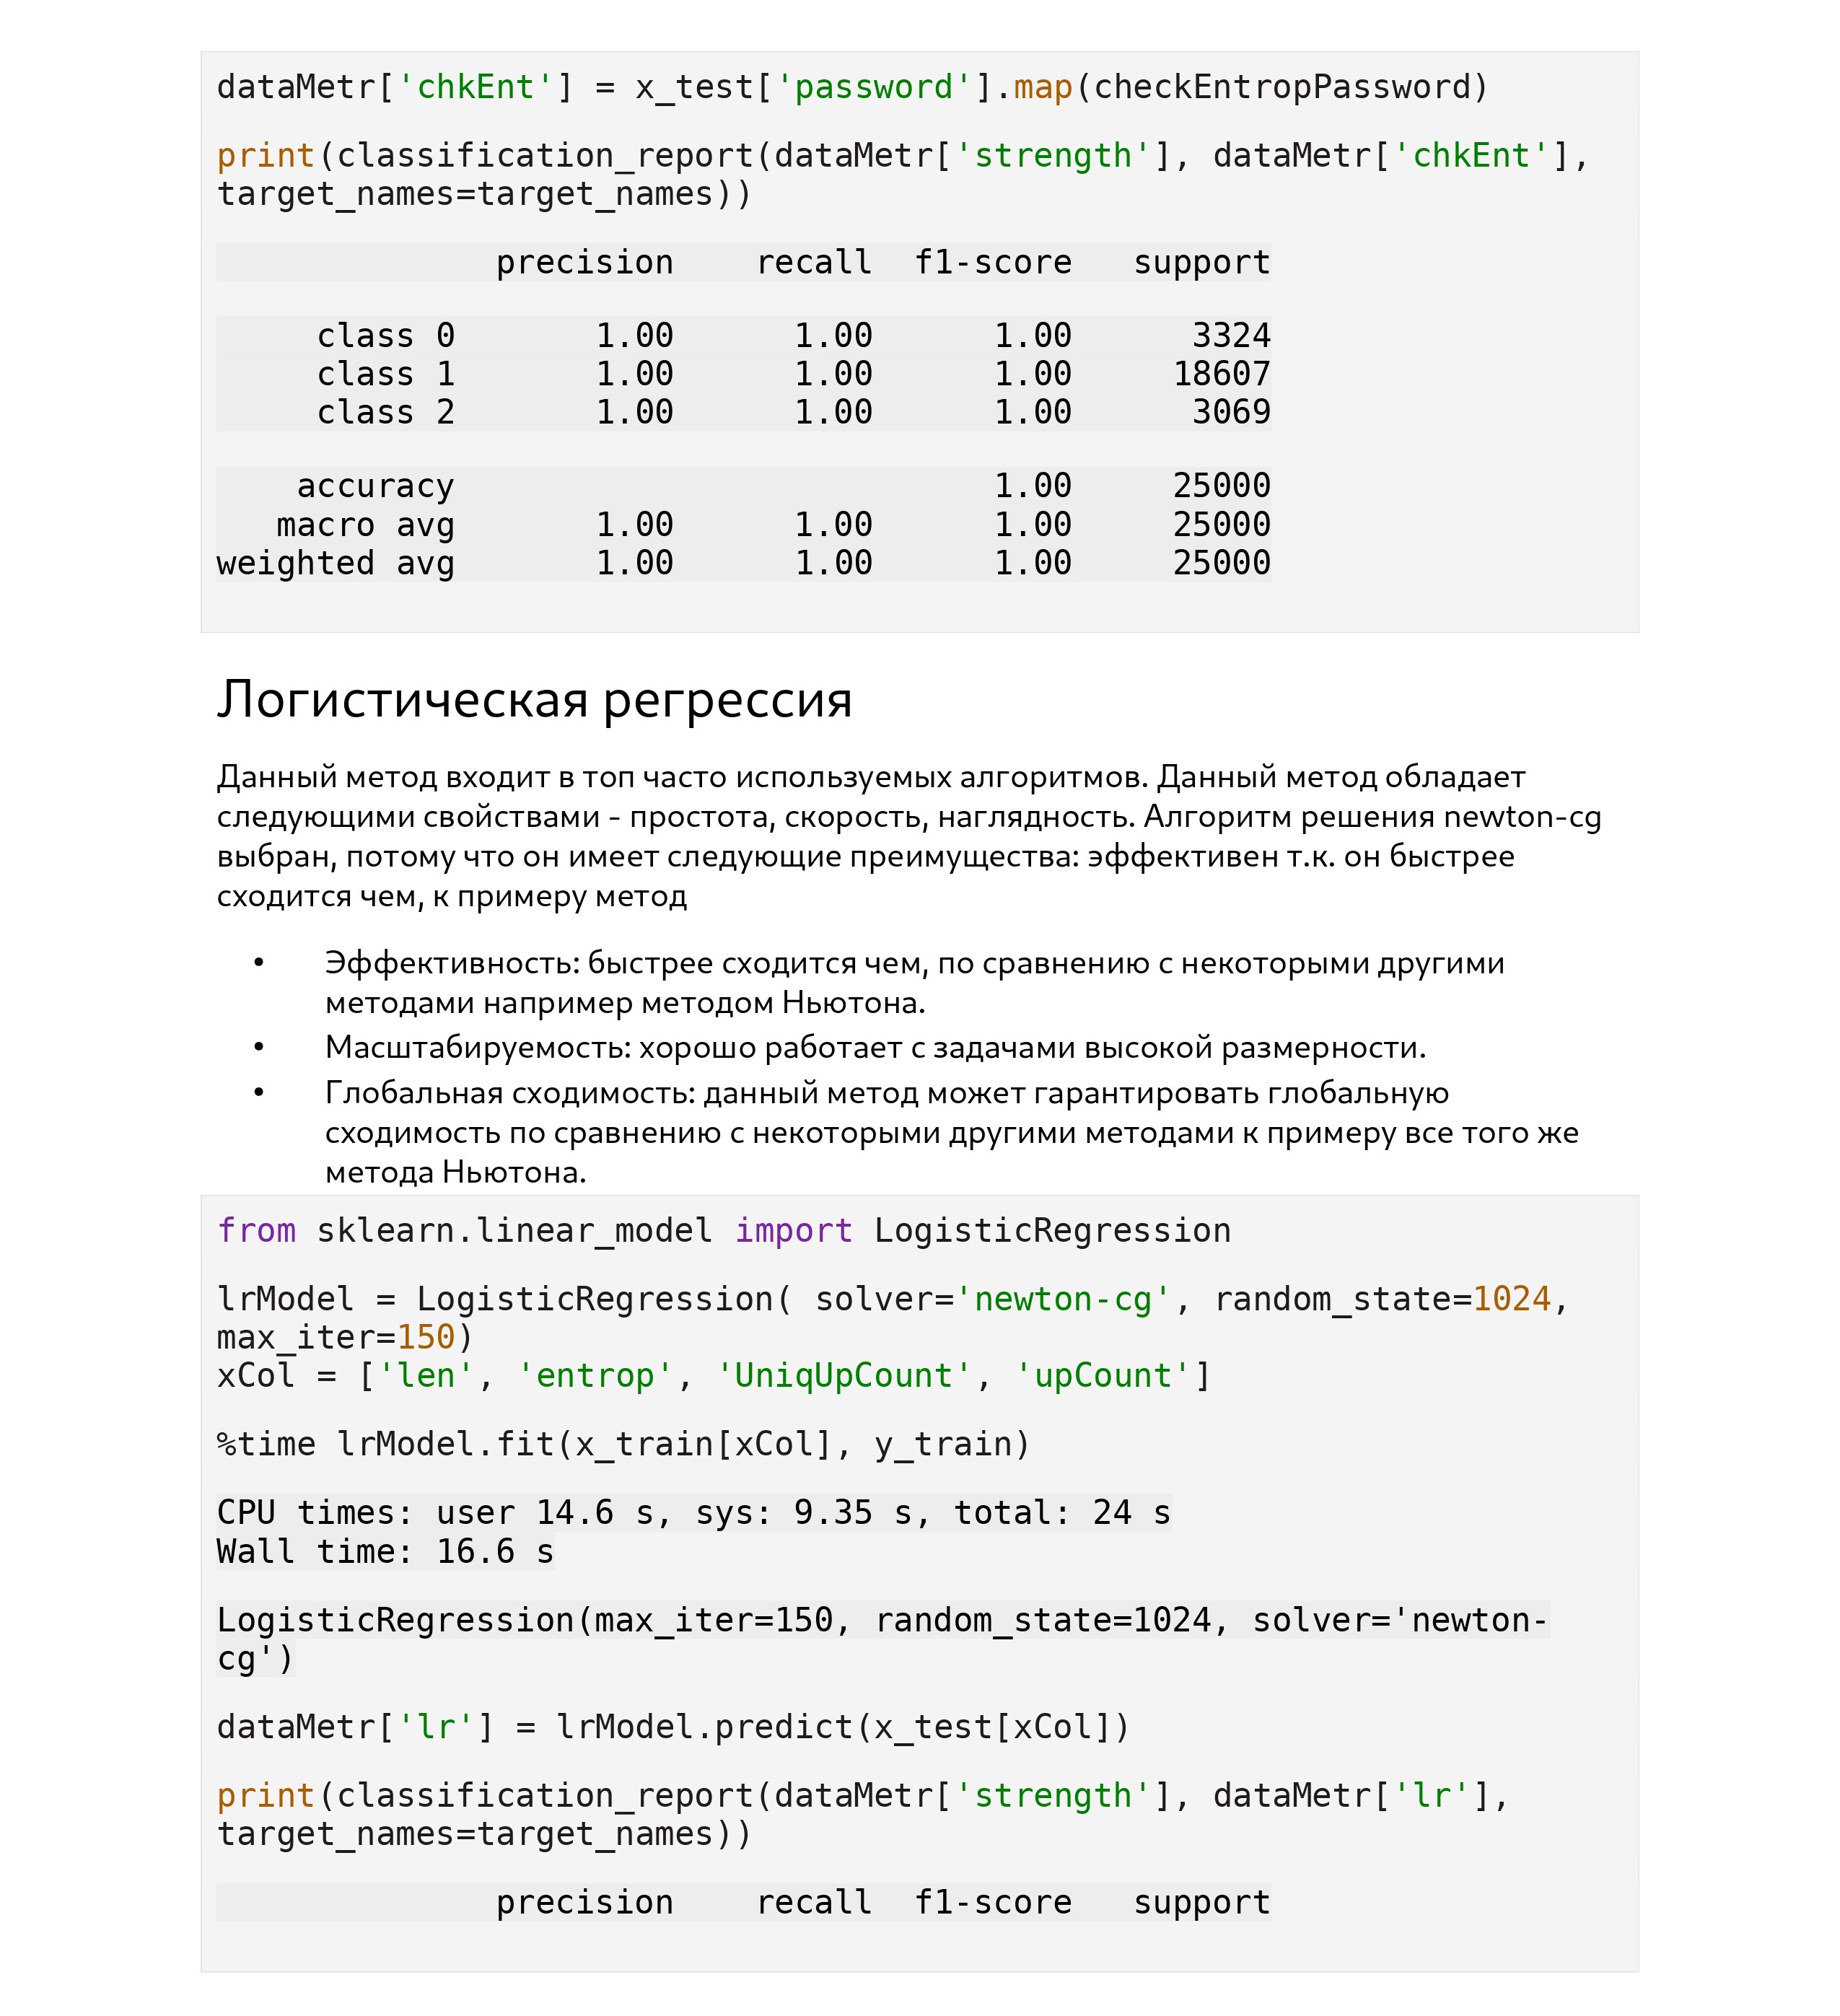 dataMetr['chkEnt'] = x_test['password'].map(checkEntropPassword)
print(classification_report(dataMetr['strength'], dataMetr['chkEnt'],
target_names=target_names))
precision    recall  f1-score   support
class 0       1.00      1.00      1.00      3324
class 1       1.00      1.00      1.00     18607
class 2       1.00      1.00      1.00      3069
accuracy                           1.00     25000
macro avg       1.00      1.00      1.00     25000
weighted avg       1.00      1.00      1.00     25000
Логистическая регрессия
Данный метод входит в топ часто используемых алгоритмов. Данный метод обладает
следующими свойствами - простота, скорость, наглядность. Алгоритм решения newton-cg
выбран, потому что он имеет следующие преимущества: эффективен т.к. он быстрее
сходится чем, к примеру метод
• Эффективность: быстрее сходится чем, по сравнению с некоторыми другими
методами например методом Ньютона.
• Масштабируемость: хорошо работает с задачами высокой размерности.
• Глобальная сходимость: данный метод может гарантировать глобальную
сходимость по сравнению с некоторыми другими методами к примеру все того же
метода Ньютона.
from sklearn.linear_model import LogisticRegression
lrModel = LogisticRegression( solver='newton-cg', random_state=1024,
max_iter=150)
xCol = ['len', 'entrop', 'UniqUpCount', 'upCount']
%time lrModel.fit(x_train[xCol], y_train)
CPU times: user 14.6 s, sys: 9.35 s, total: 24 s
Wall time: 16.6 s
LogisticRegression(max_iter=150, random_state=1024, solver='newton-
cg')
dataMetr['lr'] = lrModel.predict(x_test[xCol])
print(classification_report(dataMetr['strength'], dataMetr['lr'],
target_names=target_names))
precision    recall  f1-score   support